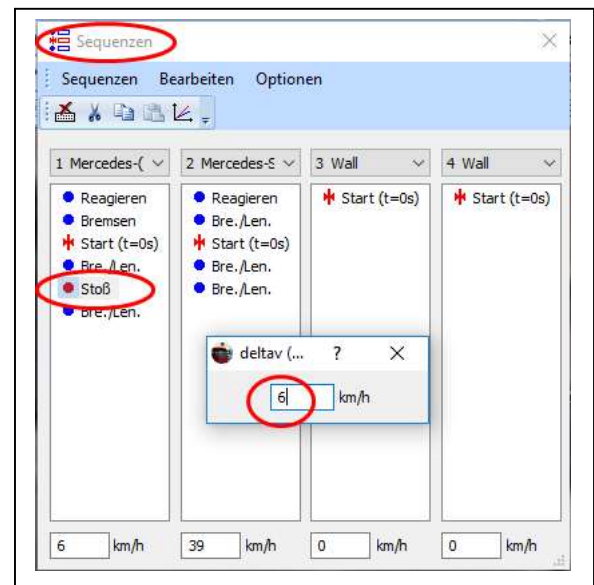 Sequenzen
Sequenzen Bearbeiten Optionen
1 Mercedes-( 2 Mercedes-S 3 Wall 4 Wall
Reagieren Reagieren Start (t=0s) Start (t=0s)
Bremsen Bre./Len.
Start (t=0s) Start (t=0s)
Bre./Len. Bre./Len.
Stoß Bre./Len.
Bre./Len.
deltav (... ?
6 km/h
6 km/h 39 km/h 0 km/h 0 km/h